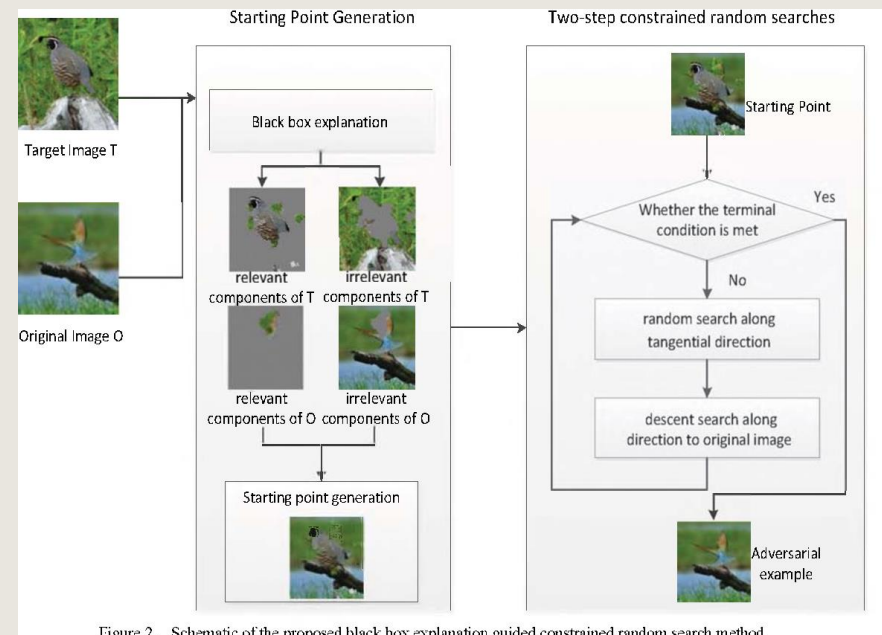 Starting Point Generation
Two-step constrained random searches
Target Image T
Original Image O
Black box explanation
relevant
components of T
irrelevant
components of T
relevant
components of O
irrelevant
components of O
Starting point generation
Starting Point
Whether the terminal
condition is met
Yes
No
random search along
tangential direction
descent search along
direction to original image
Adversarial
example
Figure 2. Schematic of the proposed black box explanation guided constrained random search method